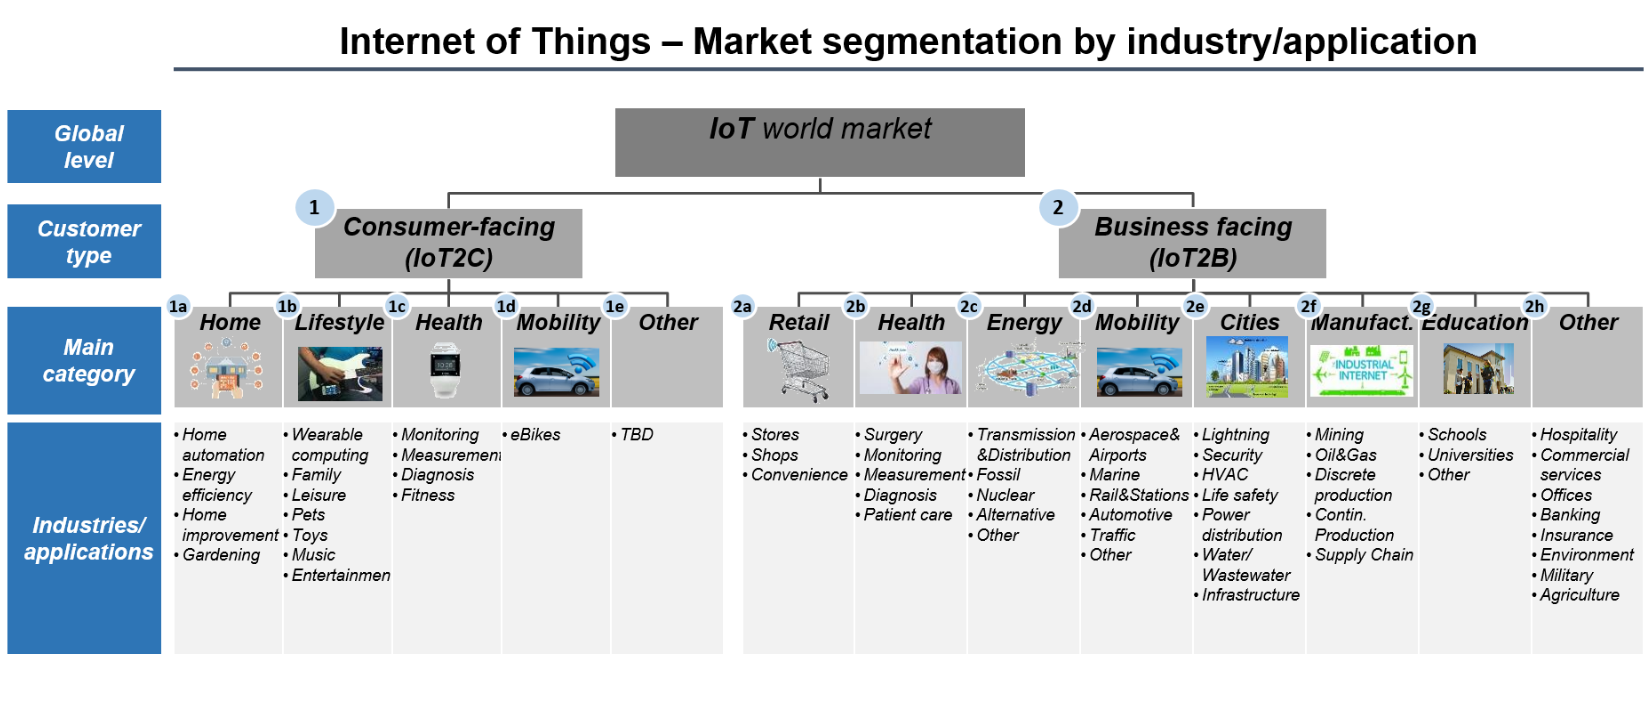 Internet of Things – Market segmentation by industry/application
Global
level
IoT world market
Customer
type
1
Consumer-facing
(IoT2C)
2
Business facing
(IoT2B)
Main
category
1a
Home
1b
Lifestyle
1c
Health
1d
Mobility
1e
Other
2a
Retail
2b
Health
2c
Energy
2d
Mobility
2e
Cities
2f
Manufact.
INDUSTRIAL
INTERNET
2g
Education
2h
Other
Industries/
applications
• Home
automation
• Energy
efficiency
• Home
improvement
• Gardening
• Wearable
computing
• Family
• Leisure
• Pets
• Toys
• Music
• Entertainmen
• Monitoring
• Measurement
• Diagnosis
• Fitness
• eBikes
• TBD
• Stores
• Shops
• Convenience
• Surgery
• Monitoring
• Measurement
• Diagnosis
• Patient care
• Transmission
&Distribution
• Fossil
• Nuclear
• Alternative
• Other
• Aerospace&
Airports
• Marine
• Rail&Stations
• Automotive
• Traffic
• Other
• Lightning
• Security
• HVAC
• Life safety
• Power
distribution
• Water/
Wastewater
• Infrastructure
• Mining
• Oil&Gas
• Discrete
production
• Contin.
Production
• Supply Chain
• Schools
• Universities
• Other
• Hospitality
• Commercial
services
• Offices
• Banking
• Insurance
• Environment
• Military
• Agriculture